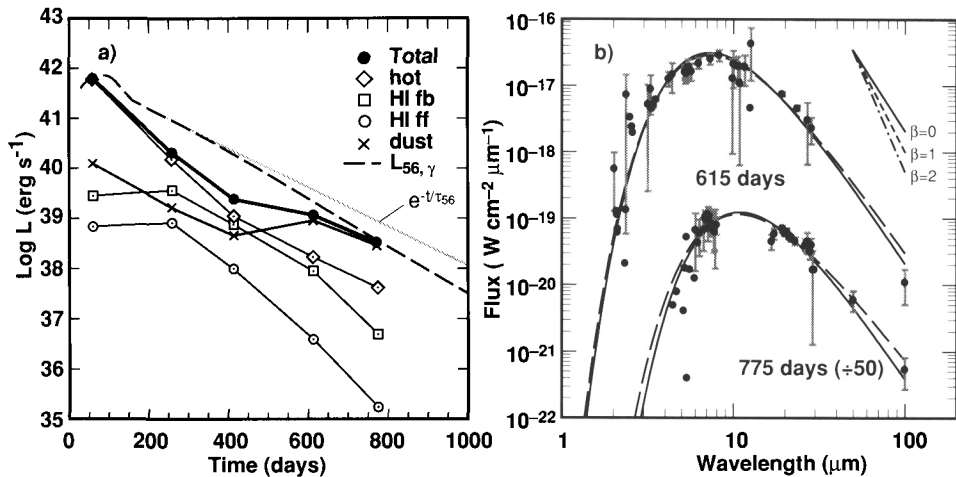 a)
Total
hot
HI fb
HI ff
dust
L56, γ
e-t/τ56
43
42
41
40
39
38
37
36
35
Log L (erg s-1)
0 200 400 600 800 1000
Time (days)
b)
10−16
10−17
10−18
10−19
10−20
10−21
10−22
Flux ( W cm−2 μm−1)
β=0
β=1
β=2
615 days
775 days (÷50)
1 10 100
Wavelength (μm)